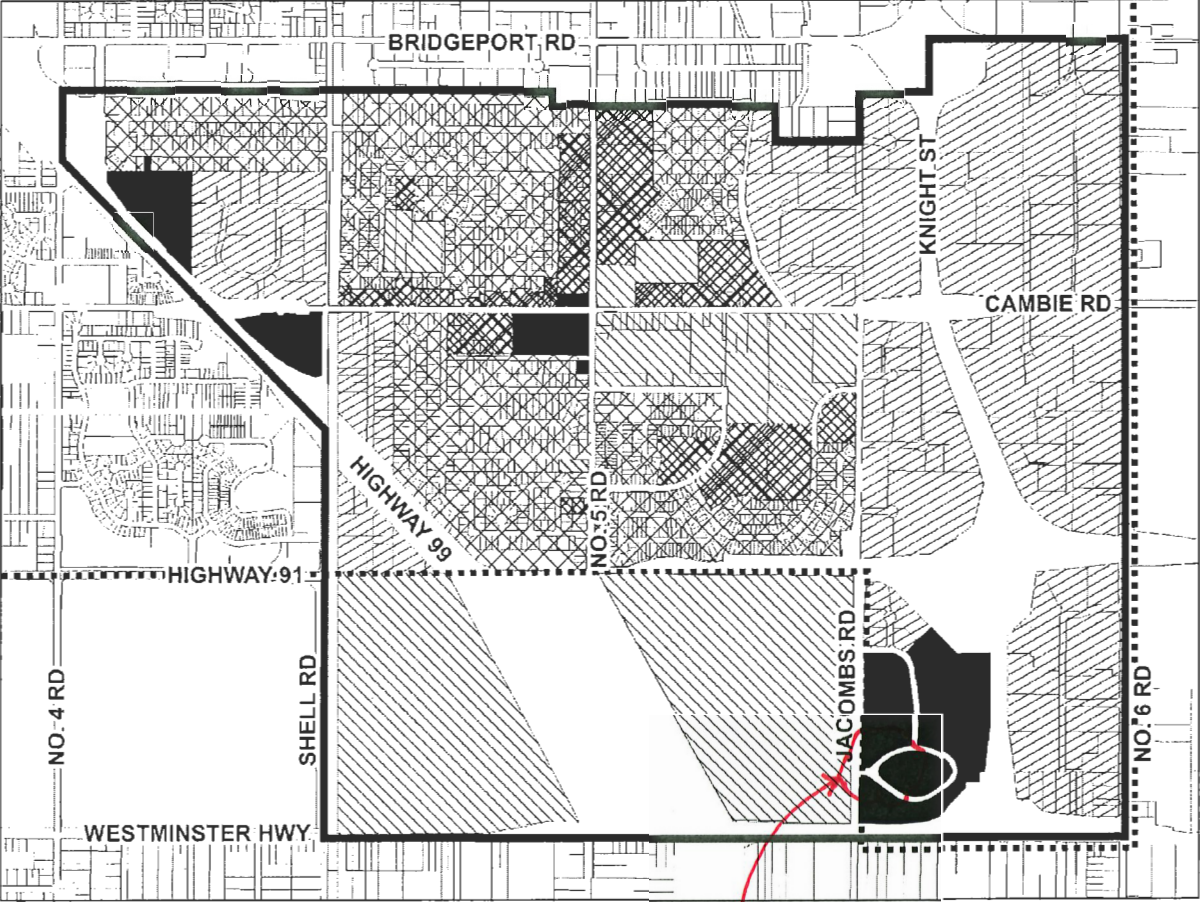 BRIDGEPORT RD
KNIGHT ST
CAMBIE RD
HIGHWAY 99
NO. 5 RD
HIGHWAY 91
NO. 4 RD
SHELL RD
JACOMBS RD
NO. 6 RD
WESTMINSTER HWY